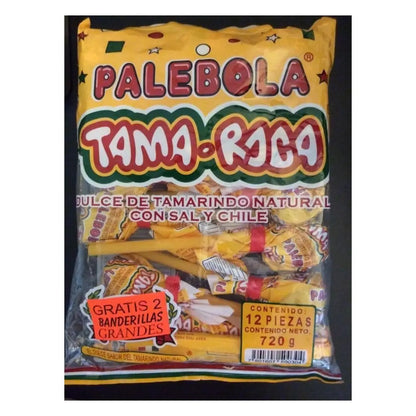 PALEBOLA®
TAMA·ROCA
DULCE DE TAMARINDO NATURAL
CON SAL Y CHILE
GRATIS 2
BANDERILLAS
GRANDES
CONTENIDO:
12 PIEZAS
CONTENIDO NETO:
720 g